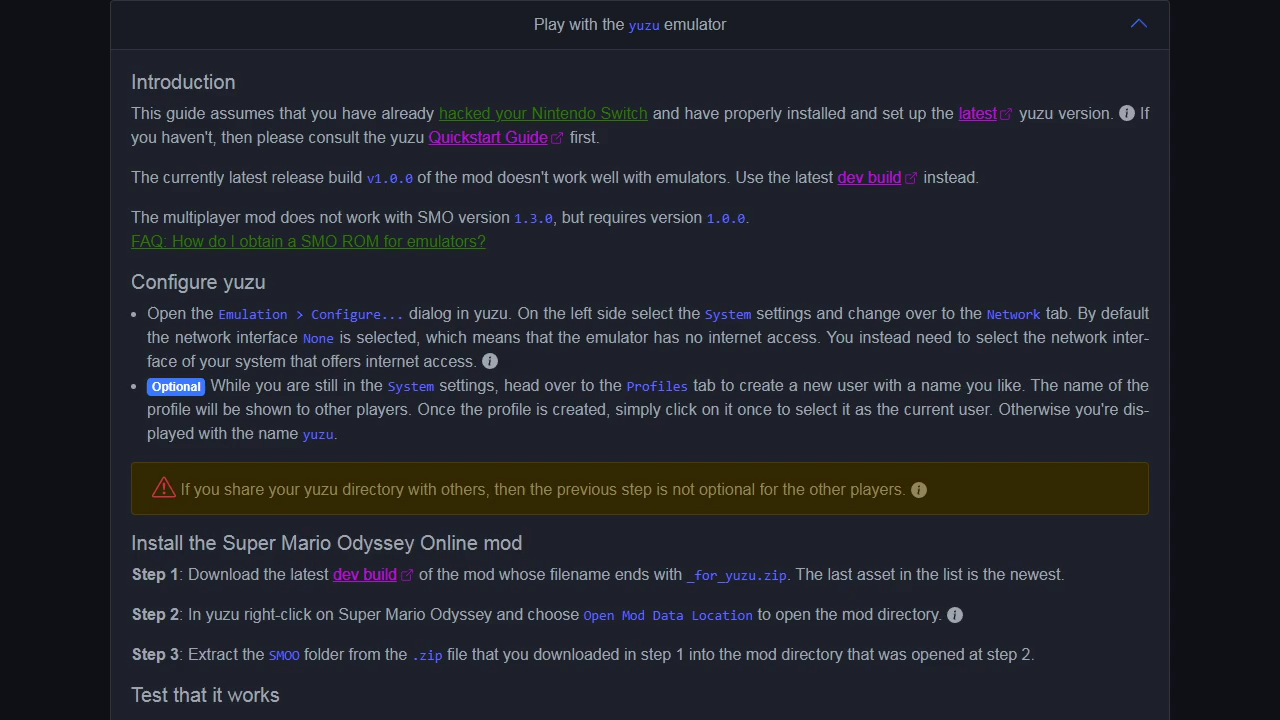 Play with the yuzu emulator
Introduction
This guide assumes that you have already hacked your Nintendo Switch and have properly installed and set up the latest yuzu version. If
you haven't, then please consult the yuzu Quickstart Guide first.
The currently latest release build v1.0.0 of the mod doesn't work well with emulators. Use the latest dev build instead.
The multiplayer mod does not work with SMO version 1.3.0, but requires version 1.0.0.
FAQ: How do I obtain a SMO ROM for emulators?
Configure yuzu
• Open the Emulation > Configure... dialog in yuzu. On the left side select the System settings and change over to the Network tab. By default
the network interface None is selected, which means that the emulator has no internet access. You instead need to select the network inter-
face of your system that offers internet access.
• Optional While you are still in the System settings, head over to the Profiles tab to create a new user with a name you like. The name of the
profile will be shown to other players. Once the profile is created, simply click on it once to select it as the current user. Otherwise you're dis-
played with the name yuzu.
If you share your yuzu directory with others, then the previous step is not optional for the other players.
Install the Super Mario Odyssey Online mod
Step 1: Download the latest dev build of the mod whose filename ends with _for_yuzu.zip. The last asset in the list is the newest.
Step 2: In yuzu right-click on Super Mario Odyssey and choose Open Mod Data Location to open the mod directory.
Step 3: Extract the SMOO folder from the .zip file that you downloaded in step 1 into the mod directory that was opened at step 2.
Test that it works